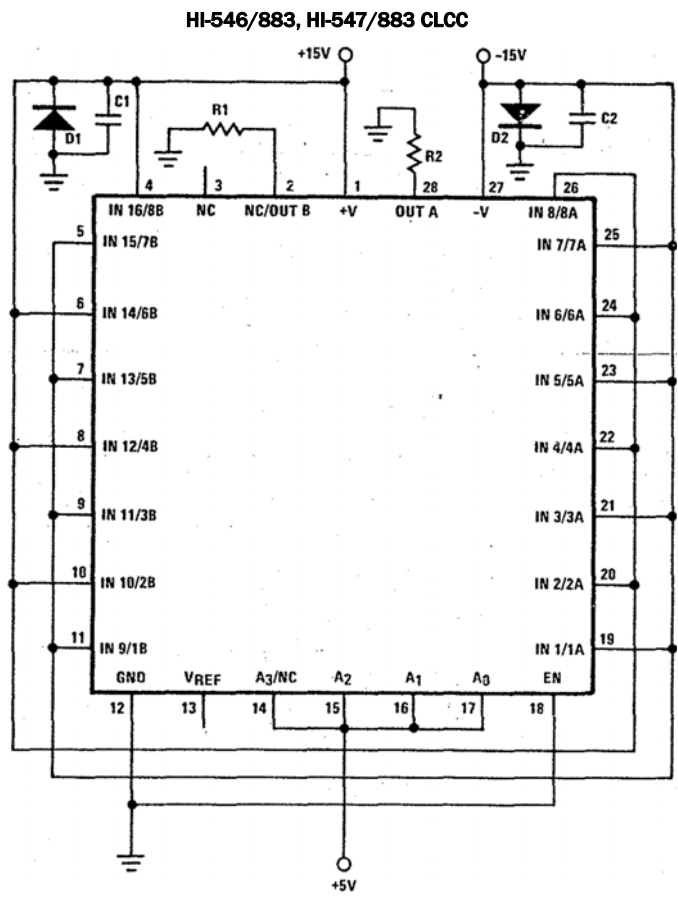 HI-546/883, HI-547/883 CLCC
+15V
-15V
C1
D1
R1
R2
D2
C2
4 3 2 1 28 27 26
IN 16/8B NC NC/OUT B +V OUT A -V IN 8/8A
5 IN 15/7B
IN 7/7A 25
6 IN 14/6B
IN 6/6A 24
7 IN 13/5B
IN 5/5A 23
8 IN 12/4B
IN 4/4A 22
9 IN 11/3B
IN 3/3A 21
10 IN 10/2B
IN 2/2A 20
11 IN 9/1B
IN 1/1A 19
GND VREF A3/NC A2 A1 A0 EN
12 13 14 15 16 17 18
+5V